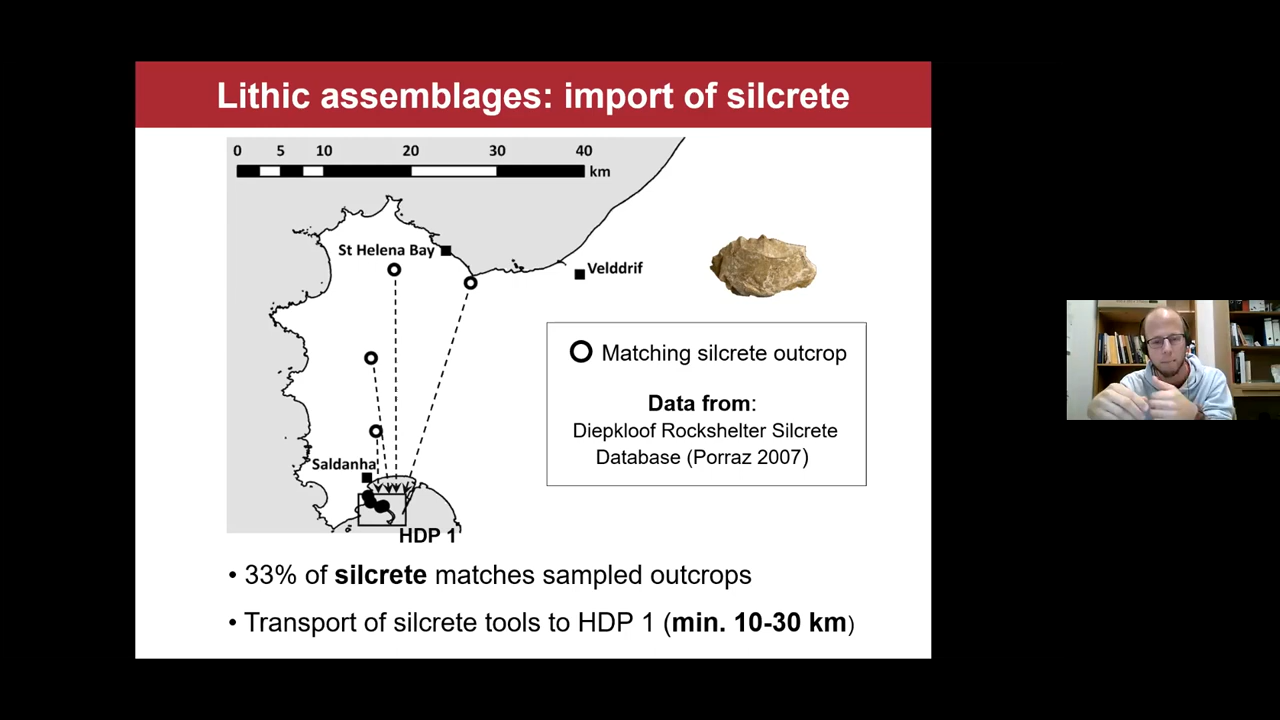 Lithic assemblages: import of silcrete
0 5 10 20 30 40
km
St Helena Bay
Velddrif
Matching silcrete outcrop
Data from:
Diepkloof Rockshelter Silcrete
Database (Porraz 2007)
Saldanha
HDP 1
• 33% of silcrete matches sampled outcrops
• Transport of silcrete tools to HDP 1 (min. 10-30 km)